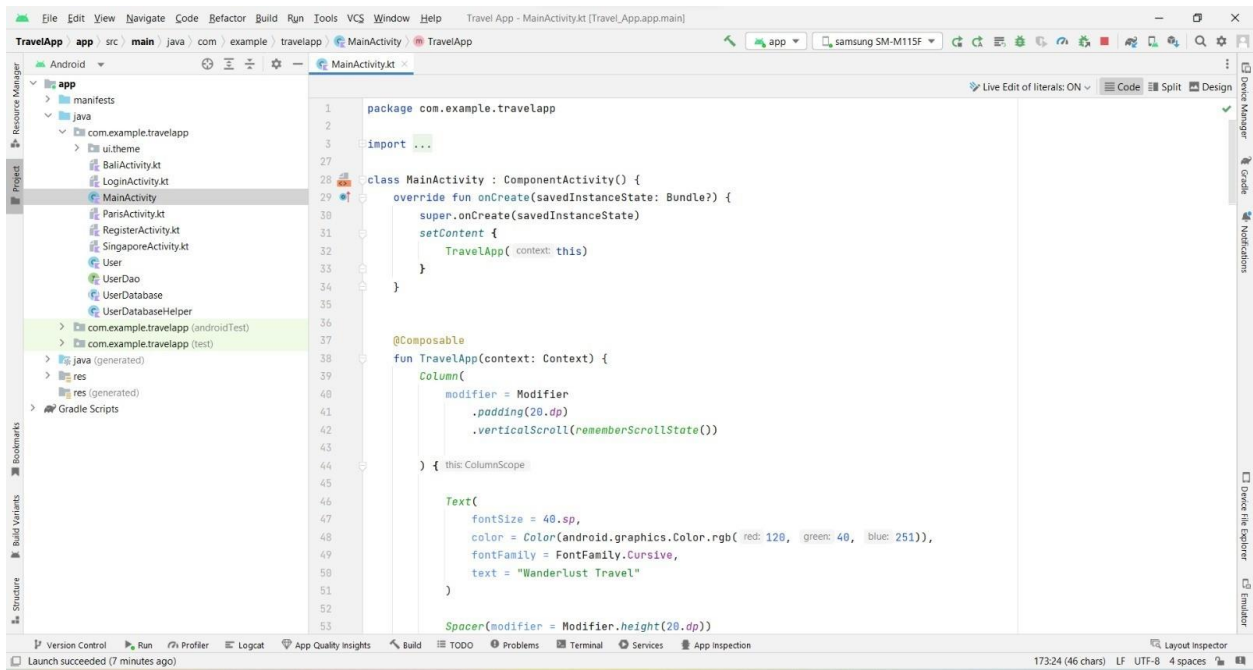 File Edit View Navigate Code Refactor Build Run Tools VCS Window Help Travel App - MainActivity.kt [Travel_App.app.main]
TravelApp app src main java com example travelapp MainActivity TravelApp app samsung SM-M115F
Android MainActivity.kt
Live Edit of literals: ON Code Split Design
Resource Manager
Project
Bookmarks
Build Variants
Structure
app
manifests
java
com.example.travelapp
ui.theme
BaliActivity.kt
LoginActivity.kt
MainActivity
ParisActivity.kt
RegisterActivity.kt
SingaporeActivity.kt
User
UserDao
UserDatabase
UserDatabaseHelper
com.example.travelapp (androidTest)
com.example.travelapp (test)
java (generated)
res
res (generated)
Gradle Scripts
1 package com.example.travelapp
2
3 import ...
27
28 class MainActivity : ComponentActivity() {
29 override fun onCreate(savedInstanceState: Bundle?) {
30 super.onCreate(savedInstanceState)
31 setContent {
32 TravelApp( context: this)
33 }
34 }
35
36
37 @Composable
38 fun TravelApp(context: Context) {
39 Column(
40 modifier = Modifier
41 .padding(20.dp)
42 .verticalScroll(rememberScrollState())
43
44 ) { this: ColumnScope
45
46 Text(
47 fontSize = 40.sp,
48 color = Color(android.graphics.Color.rgb( red: 120, green: 40, blue: 251)),
49 fontFamily = FontFamily.Cursive,
50 text = "Wanderlust Travel"
51 )
52
53 Spacer(modifier = Modifier.height(20.dp))
Device Manager
Gradle
Notifications
Device File Explorer
Emulator
Version Control Run Profiler Logcat App Quality Insights Build TODO Problems Terminal Services App Inspection Layout Inspector
Launch succeeded (7 minutes ago) 173:24 (46 chars) LF UTF-8 4 spaces